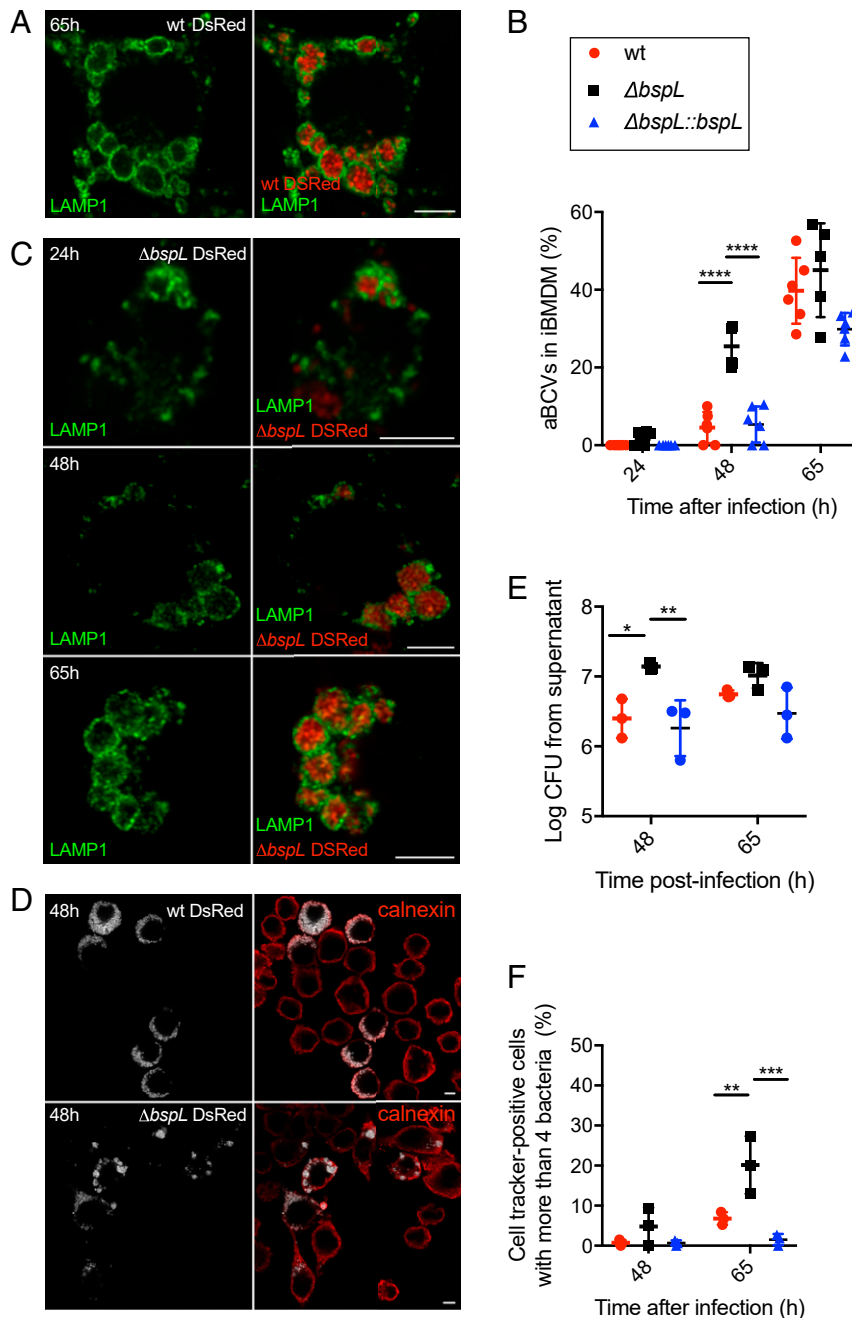 A
65h
wt DsRed
LAMP1
wt DSRed
LAMP1
B
wt
ΔbspL
ΔbspL::bspL
aBCVs in iBMDM (%)
60
40
20
0
****
****
24
48
65
Time after infection (h)
C
24h
ΔbspL DsRed
LAMP1
LAMP1
ΔbspL DSRed
48h
LAMP1
LAMP1
ΔbspL DSRed
65h
LAMP1
LAMP1
ΔbspL DSRed
E
Log CFU from supernatant
8
7
6
5
*
**
48
65
Time post-infection (h)
D
48h
wt DsRed
calnexin
48h
ΔbspL DsRed
calnexin
F
Cell tracker-positive cells
with more than 4 bacteria (%)
50
40
30
20
10
0
**
***
48
65
Time after infection (h)